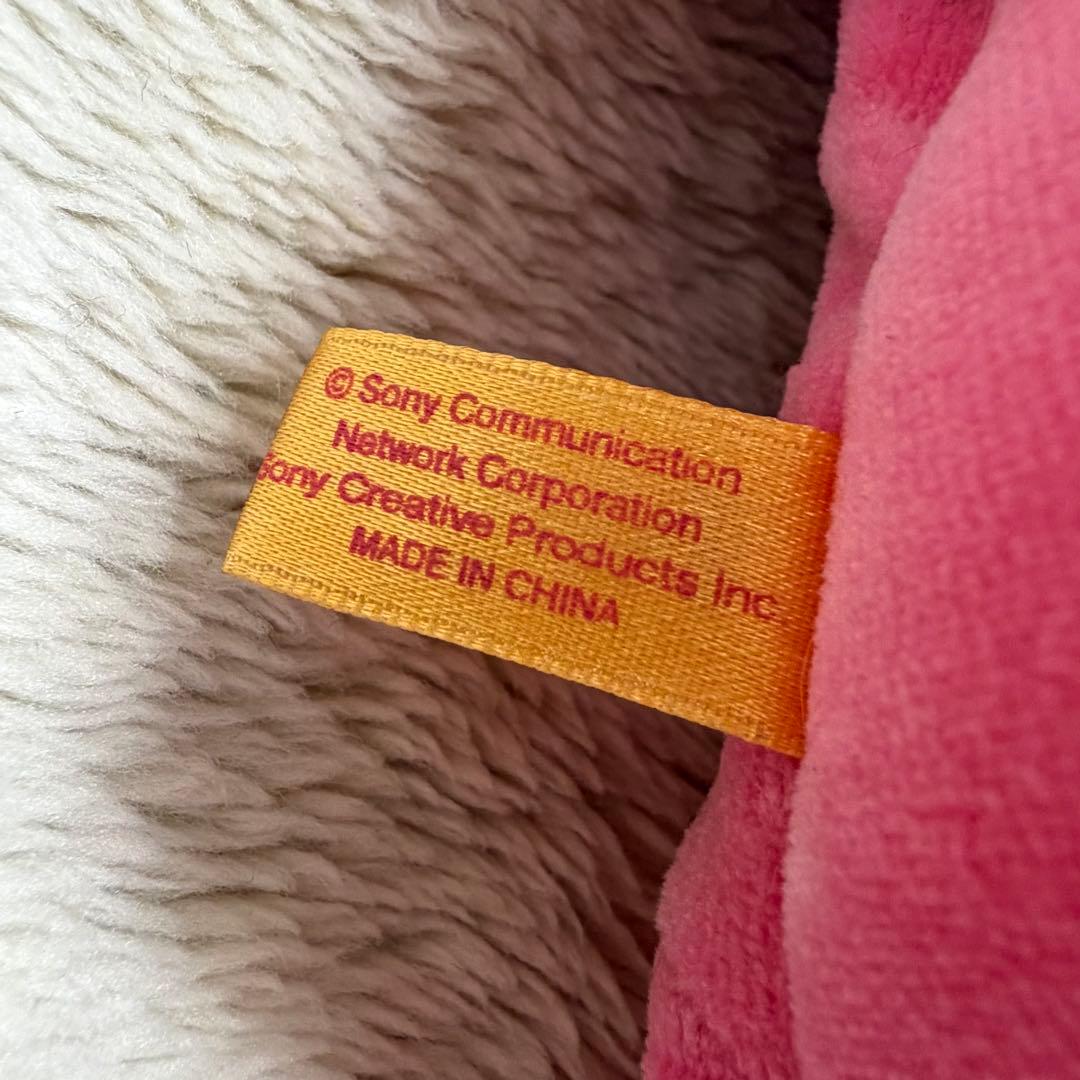 © Sony Communication
Network Corporation
Sony Creative Products Inc.
MADE IN CHINA